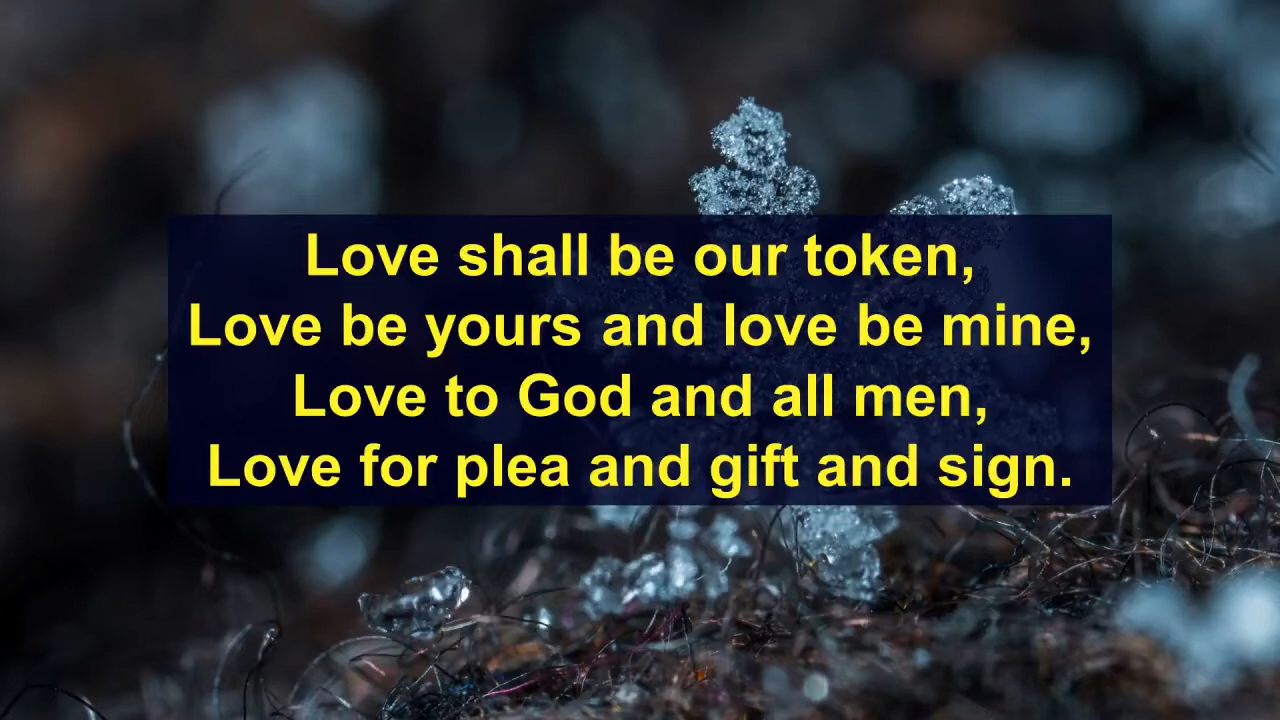 Love shall be our token,
Love be yours and love be mine,
Love to God and all men,
Love for plea and gift and sign.